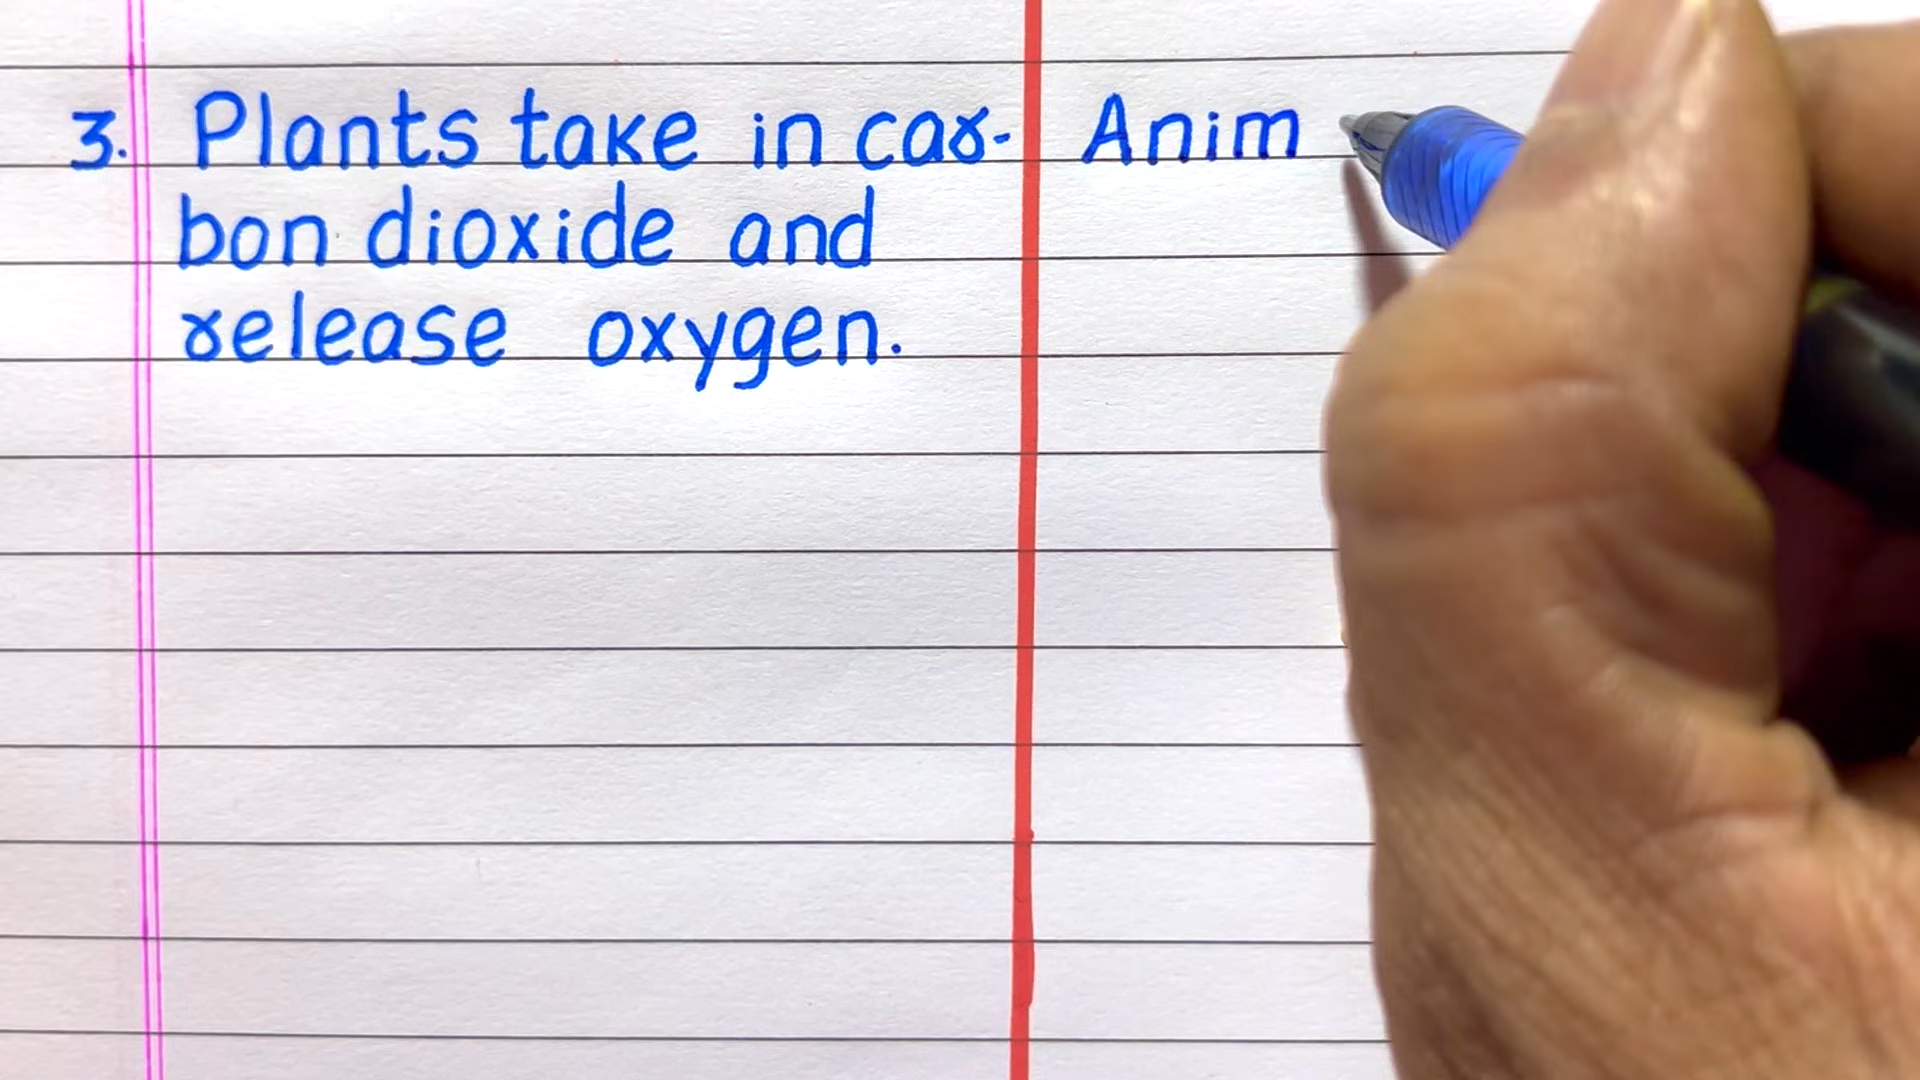 3. Plants take in car- Anim
bon dioxide and
release oxygen.